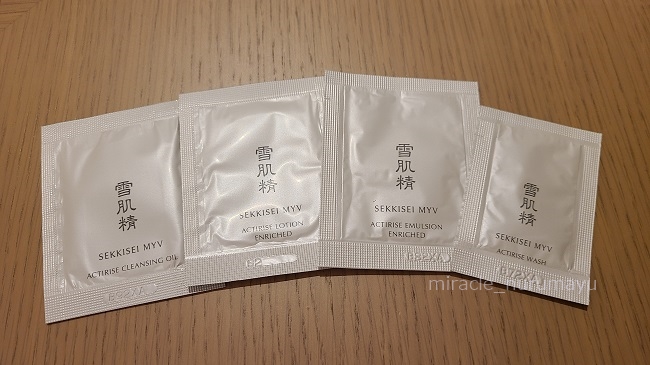 雪肌精
SEKKISEI MYV
ACTIRISE CLEANSING OIL
雪肌精
SEKKISEI MYV
ACTIRISE LOTION
ENRICHED
雪肌精
SEKKISEI MYV
ACTIRISE EMULSION
ENRICHED
雪肌精
SEKKISEI MYV
ACTIRISE WASH